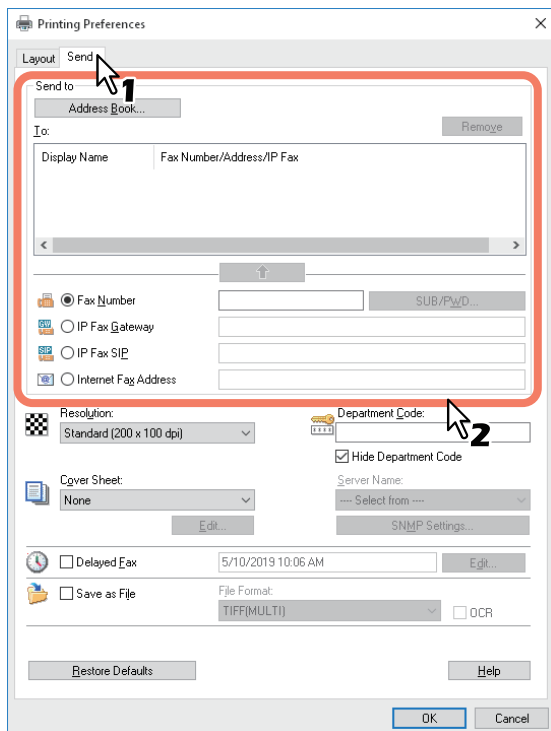 Printing Preferences
Layout Send
1
Send to
Address Book...
To:
Remove
Display Name Fax Number/Address/IP Fax
Fax Number
SUB/PWD...
GW
IP Fax Gateway
SIP
IP Fax SIP
@
Internet Fax Address
2
Resolution:
Standard (200 x 100 dpi)
Department Code:
Hide Department Code
Cover Sheet:
None
Edit...
Server Name:
---- Select from ----
SNMP Settings...
Delayed Fax
5/10/2019 10:06 AM
Edit...
Save as File
File Format:
TIFF(MULTI)
OCR
Restore Defaults
Help
OK
Cancel